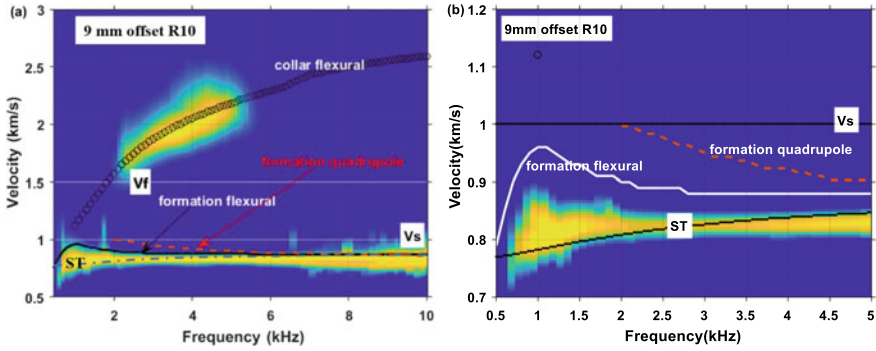 (a)
9 mm offset R10
collar flexural
Vf
formation quadrupole
formation flexural
Vs
ST
3
2.5
2
1.5
1
0.5
Velocity (km/s)
2
4
6
8
10
Frequency (kHz)
(b)
9mm offset R10
Vs
formation quadrupole
formation flexural
ST
1.2
1.1
1
0.9
0.8
0.7
Velocity(km/s)
0.5
1
1.5
2
2.5
3
3.5
4
4.5
5
Frequency(kHz)